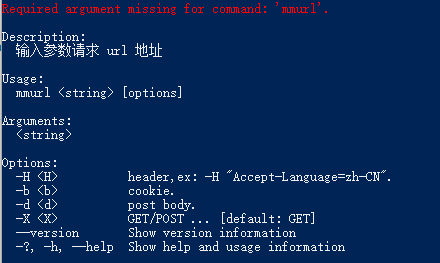 Required argument missing for command: 'mmurl'.
Description:
输入参数请求 url 地址
Usage:
mmurl <string> [options]
Arguments:
<string>
Options:
-H <H> header,ex: -H "Accept-Language=zh-CN".
-b <b> cookie.
-d <d> post body.
-X <X> GET/POST ... [default: GET]
--version Show version information
-?, -h, --help Show help and usage information